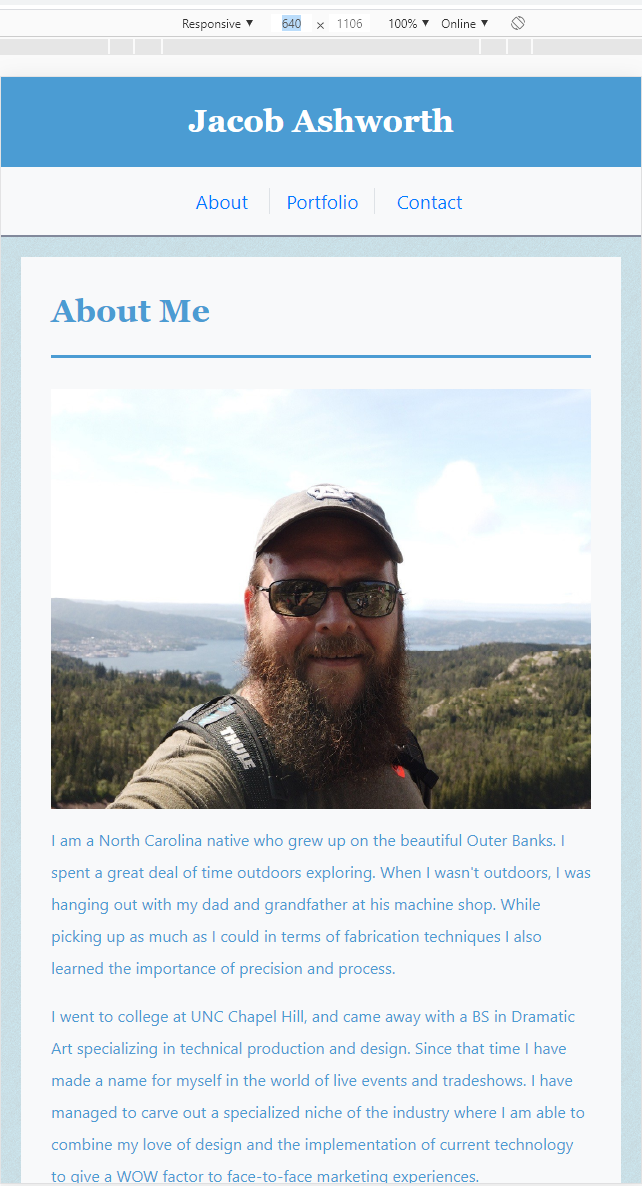 Responsive ▼ 640 × 1106 100% ▼ Online ▼
Jacob Ashworth
About Portfolio Contact
About Me
THULE
I am a North Carolina native who grew up on the beautiful Outer Banks. I
spent a great deal of time outdoors exploring. When I wasn't outdoors, I was
hanging out with my dad and grandfather at his machine shop. While
picking up as much as I could in terms of fabrication techniques I also
learned the importance of precision and process.
I went to college at UNC Chapel Hill, and came away with a BS in Dramatic
Art specializing in technical production and design. Since that time I have
made a name for myself in the world of live events and tradeshows. I have
managed to carve out a specialized niche of the industry where I am able to
combine my love of design and the implementation of current technology
to give a WOW factor to face-to-face marketing experiences.